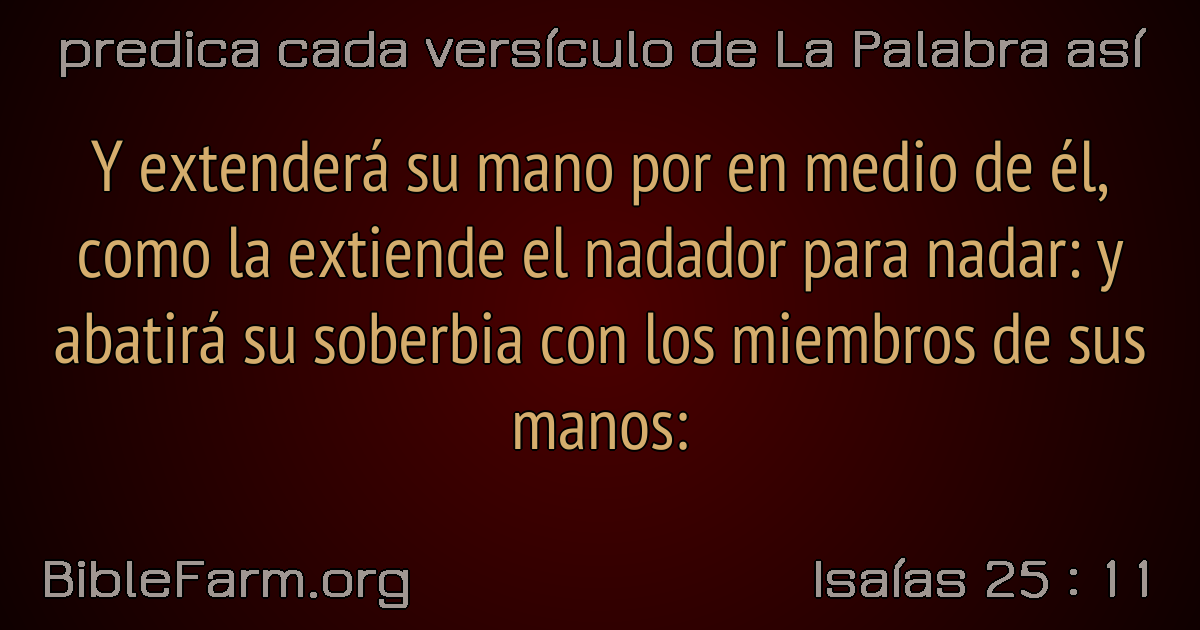 predica cada versículo de La Palabra así
Y extenderá su mano por en medio de él,
como la extiende el nadador para nadar: y
abatirá su soberbia con los miembros de sus
manos:
BibleFarm.org
Isaías 25 : 11